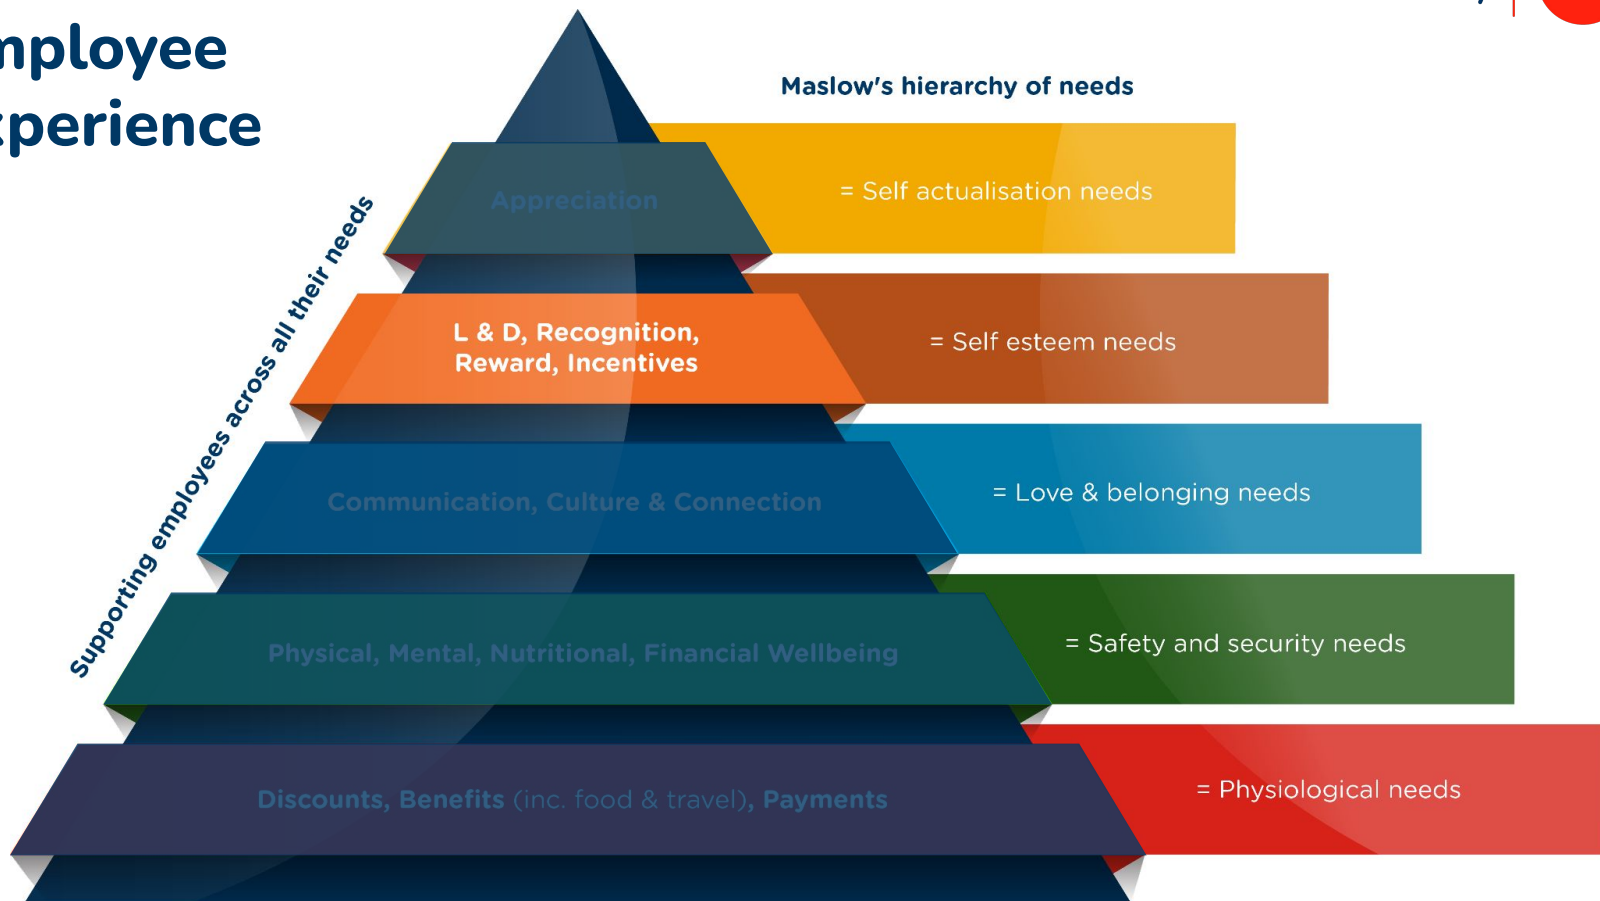 mployee
xperience
Maslow's hierarchy of needs
Supporting employees across all their needs
Appreciation
= Self actualisation needs
L & D, Recognition,
Reward, Incentives
= Self esteem needs
Communication, Culture & Connection
= Love & belonging needs
Physical, Mental, Nutritional, Financial Wellbeing
= Safety and security needs
Discounts, Benefits (inc. food & travel), Payments
= Physiological needs